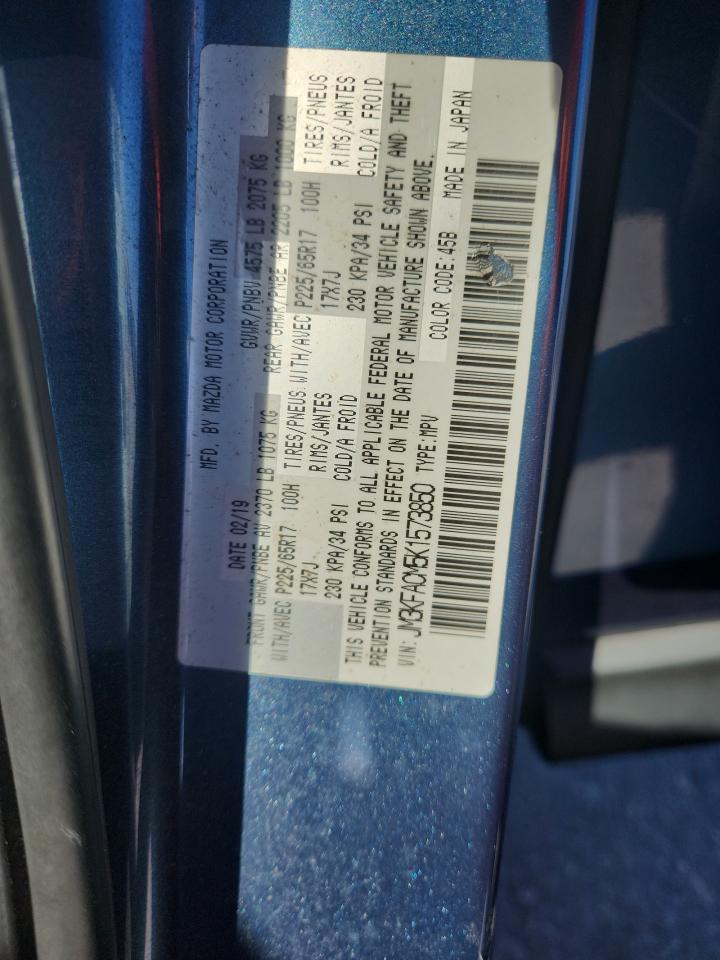 MFD. BY MAZDA MOTOR CORPORATION
DATE 02/19 GVWR/PNBV 4575 LB 2075 KG
FRONT GAWR/PNBE AV 2370 LB 1075 KG REAR GAWR/PNBE AR 2205 LB 1000 KG
WITH/AVEC P225/65R17 100H TIRES/PNEUS WITH/AVEC P225/65R17 100H TIRES/PNEUS
17X7J RIMS/JANTES 17X7J RIMS/JANTES
230 KPA/34 PSI COLD/A FROID 230 KPA/34 PSI COLD/A FROID
THIS VEHICLE CONFORMS TO ALL APPLICABLE FEDERAL MOTOR VEHICLE SAFETY AND THEFT
PREVENTION STANDARDS IN EFFECT ON THE DATE OF MANUFACTURE SHOWN ABOVE.
VIN: JM3KFACM5K1573850 TYPE:MPV COLOR CODE:45B MADE IN JAPAN